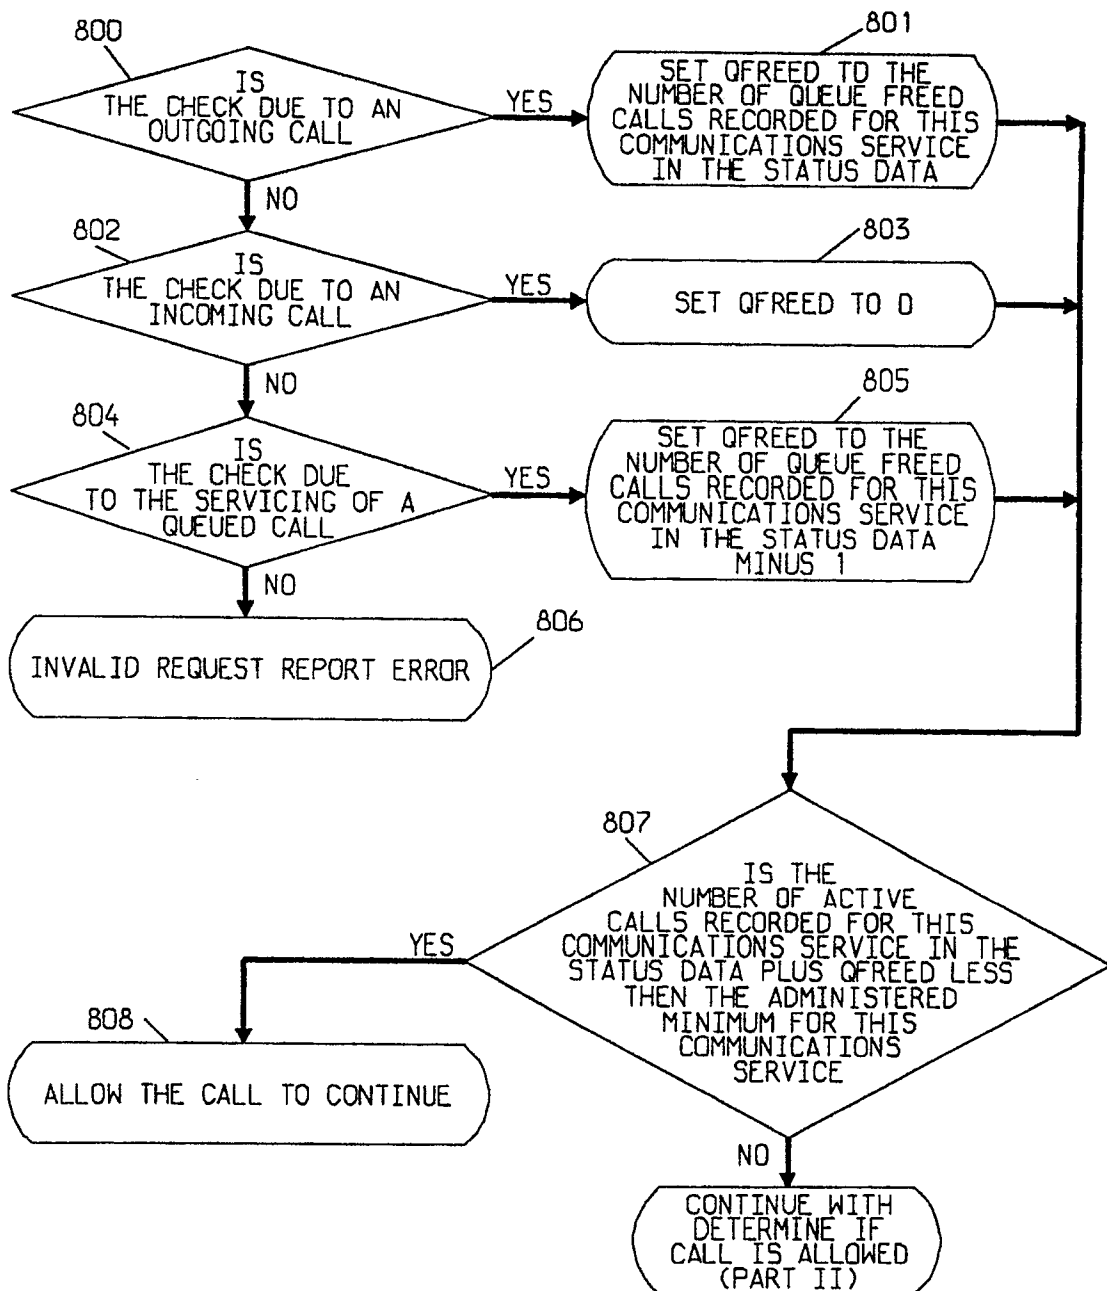 800
IS
THE CHECK DUE TO AN
OUTGOING CALL
YES
801
SET QFREED TO THE
NUMBER OF QUEUE FREED
CALLS RECORDED FOR THIS
COMMUNICATIONS SERVICE
IN THE STATUS DATA
NO
802
IS
THE CHECK DUE TO AN
INCOMING CALL
YES
803
SET QFREED TO 0
NO
804
IS
THE CHECK DUE
TO THE SERVICING OF A
QUEUED CALL
YES
805
SET QFREED TO THE
NUMBER OF QUEUE FREED
CALLS RECORDED FOR THIS
COMMUNICATIONS SERVICE
IN THE STATUS DATA
MINUS 1
NO
806
INVALID REQUEST REPORT ERROR
807
IS THE
NUMBER OF ACTIVE
CALLS RECORDED FOR THIS
COMMUNICATIONS SERVICE IN THE
STATUS DATA PLUS QFREED LESS
THEN THE ADMINISTERED
MINIMUM FOR THIS
COMMUNICATIONS
SERVICE
YES
808
ALLOW THE CALL TO CONTINUE
NO
CONTINUE WITH
DETERMINE IF
CALL IS ALLOWED
(PART II)